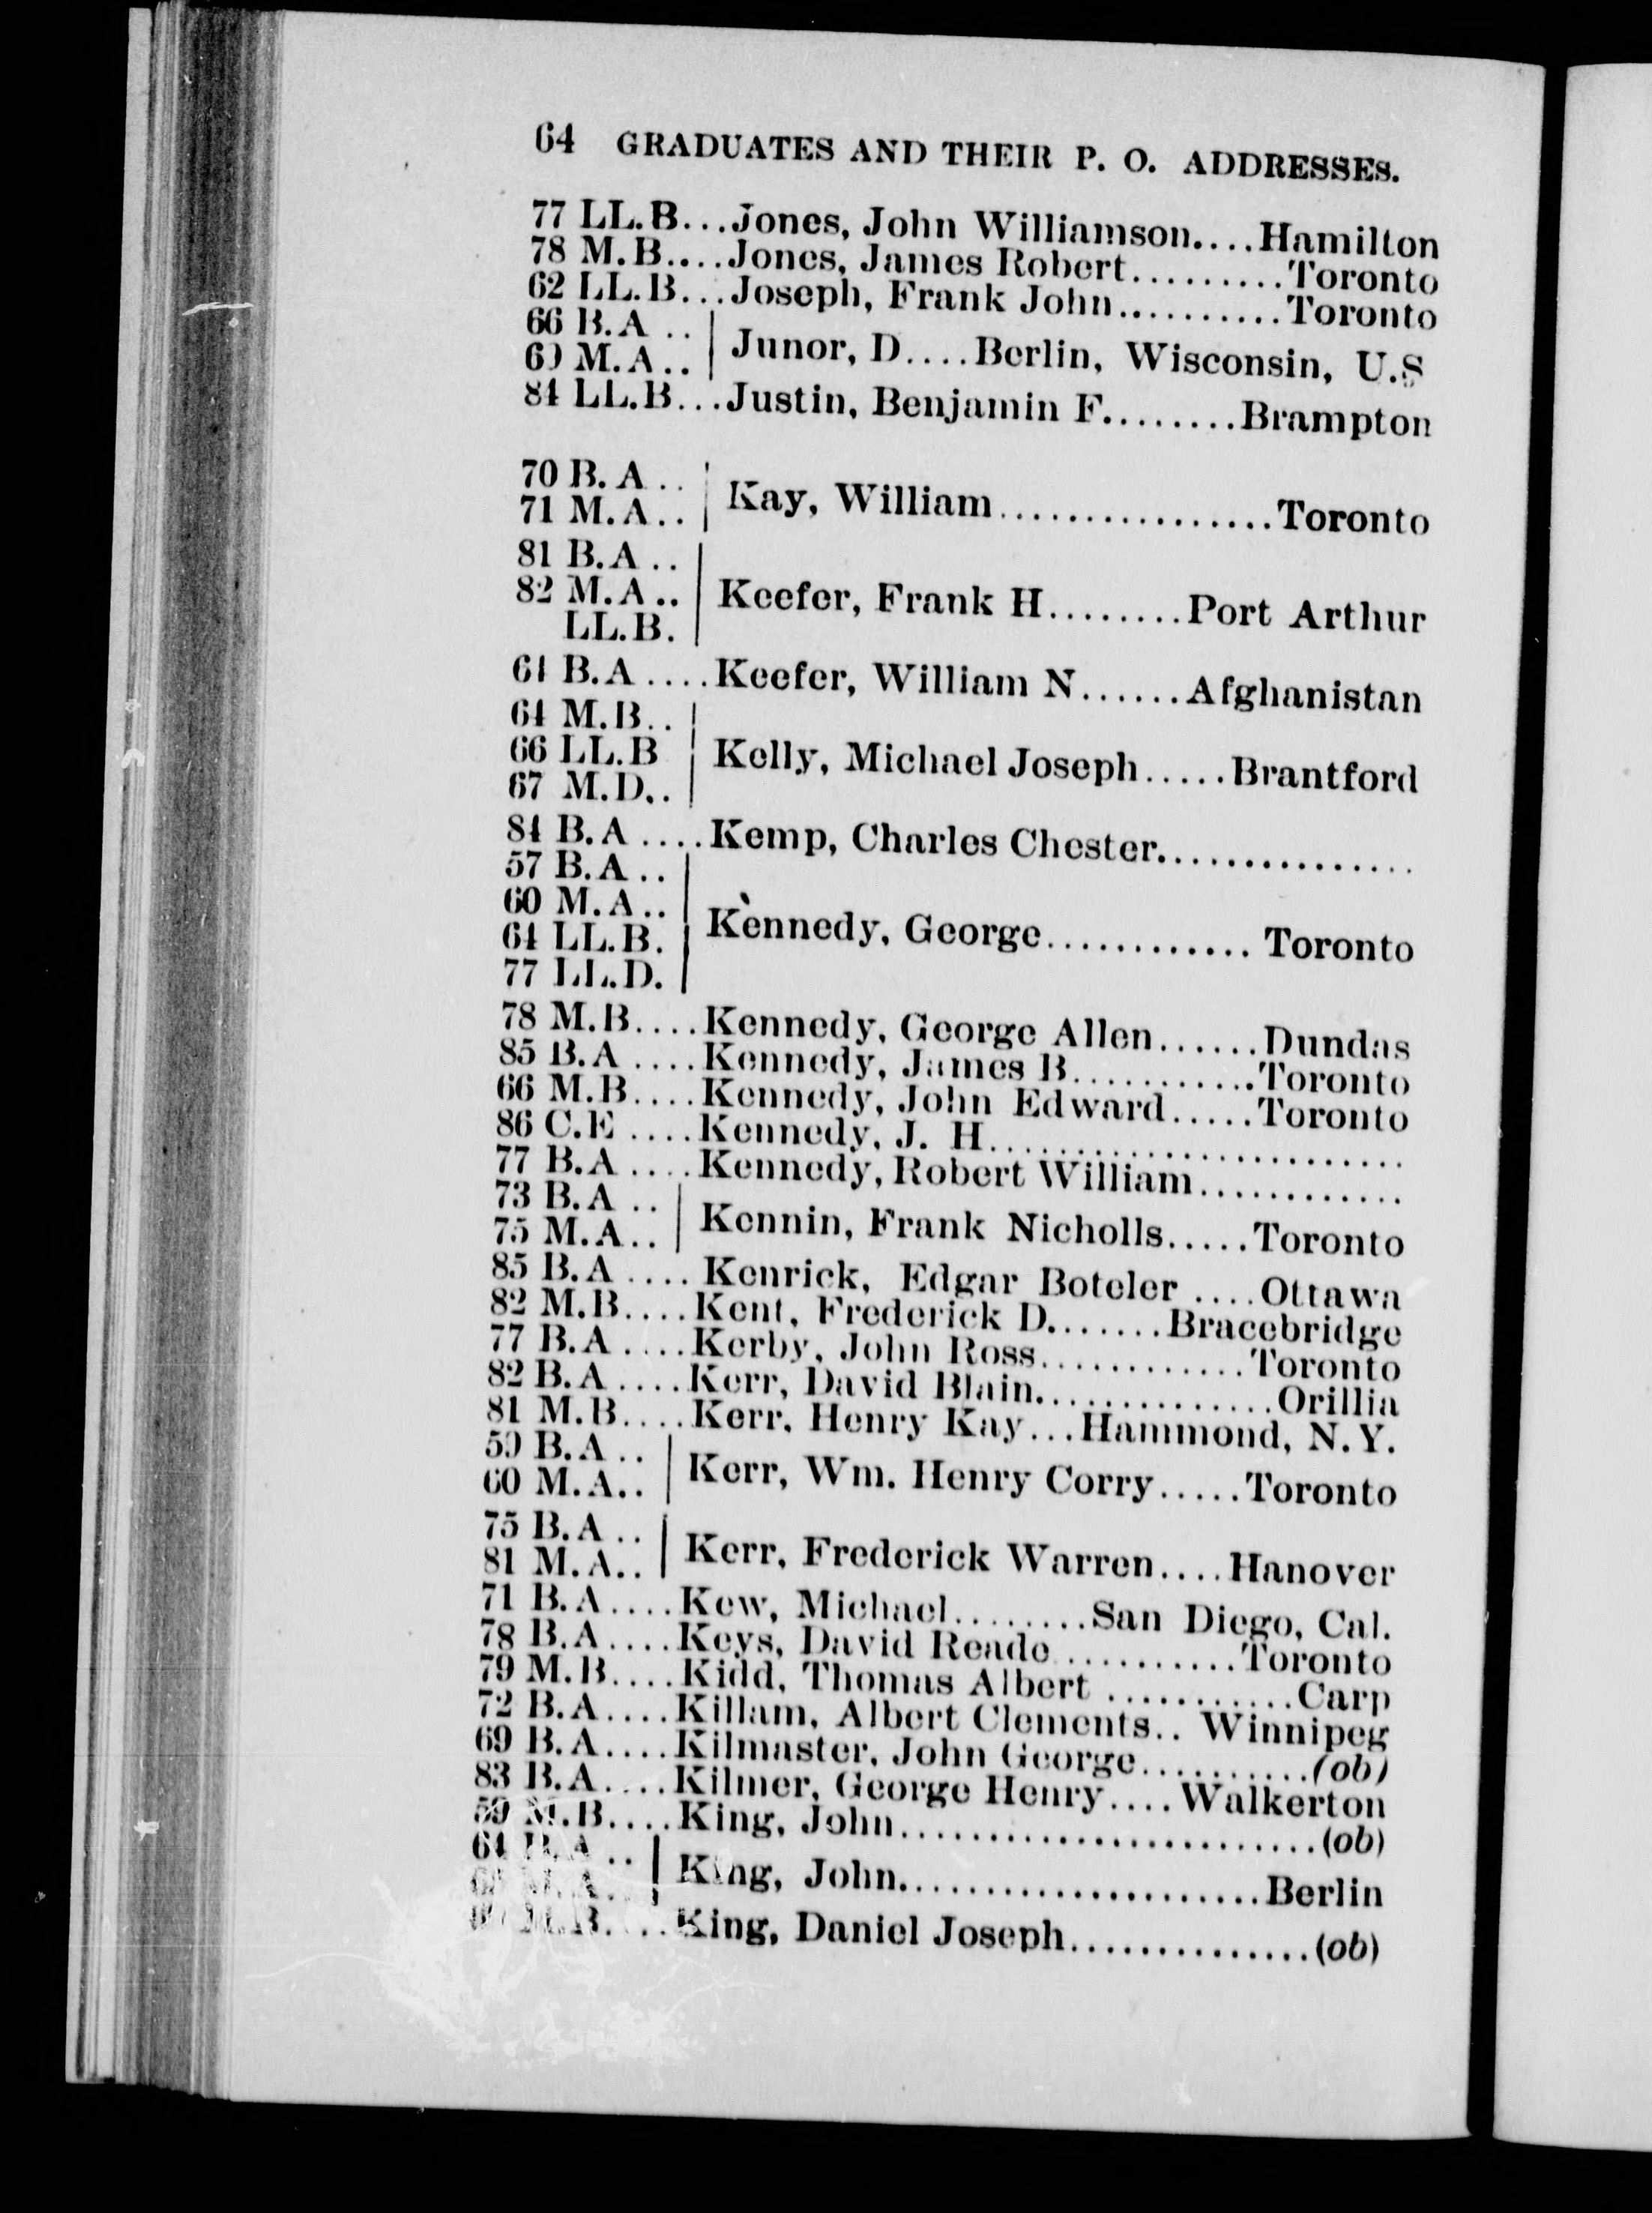 64 GRADUATES AND THEIR P. O. ADDRESSES.
77 LL.B...Jones, John Williamson....Hamilton
78 M.B....Jones, James Robert.........Toronto
62 LL.B...Joseph, Frank John..........Toronto
66 B.A ..
69 M.A.. | Junor, D....Berlin, Wisconsin, U.S
84 LL.B...Justin, Benjamin F........Brampton
70 B.A ..
71 M.A.. | Kay, William................Toronto
81 B.A ..
82 M.A .. | Keefer, Frank H........Port Arthur
LL.B.
64 B.A ....Keefer, William N......Afghanistan
64 M.B..
66 LL.B | Kelly, Michael Joseph.....Brantford
67 M.D..
84 B.A ....Kemp, Charles Chester...............
57 B.A ..
60 M.A..
64 LL.B. | Kennedy, George............ Toronto
77 LL.D.
78 M.B....Kennedy, George Allen......Dundas
85 B.A ....Kennedy, James B...........Toronto
66 M.B....Kennedy, John Edward.....Toronto
86 C.E ....Kennedy, J. H........................
77 B.A ....Kennedy, Robert William............
73 B.A ..
75 M.A.. | Kennin, Frank Nicholls.....Toronto
85 B.A .... Kenrick, Edgar Boteler ....Ottawa
82 M.B....Kent, Frederick D.......Bracebridge
77 B.A ....Kerby, John Ross............Toronto
82 B.A ....Kerr, David Blain..............Orillia
81 M.B....Kerr, Henry Kay...Hammond, N.Y.
59 B.A ..
60 M.A.. | Kerr, Wm. Henry Corry.....Toronto
75 B.A ..
81 M.A.. | Kerr, Frederick Warren....Hanover
71 B.A....Kew, Michael........San Diego, Cal.
78 B.A....Keys, David Reade ...........Toronto
79 M.B....Kidd, Thomas Albert ...........Carp
72 B.A....Killam, Albert Clements.. Winnipeg
69 B.A....Kilmaster, John George..........(ob)
83 B.A....Kilmer, George Henry....Walkerton
59 M.B....King, John.........................(ob)
64 B.A ..
M.A.. | King, John.....................Berlin
M.B....King, Daniel Joseph..............(ob)